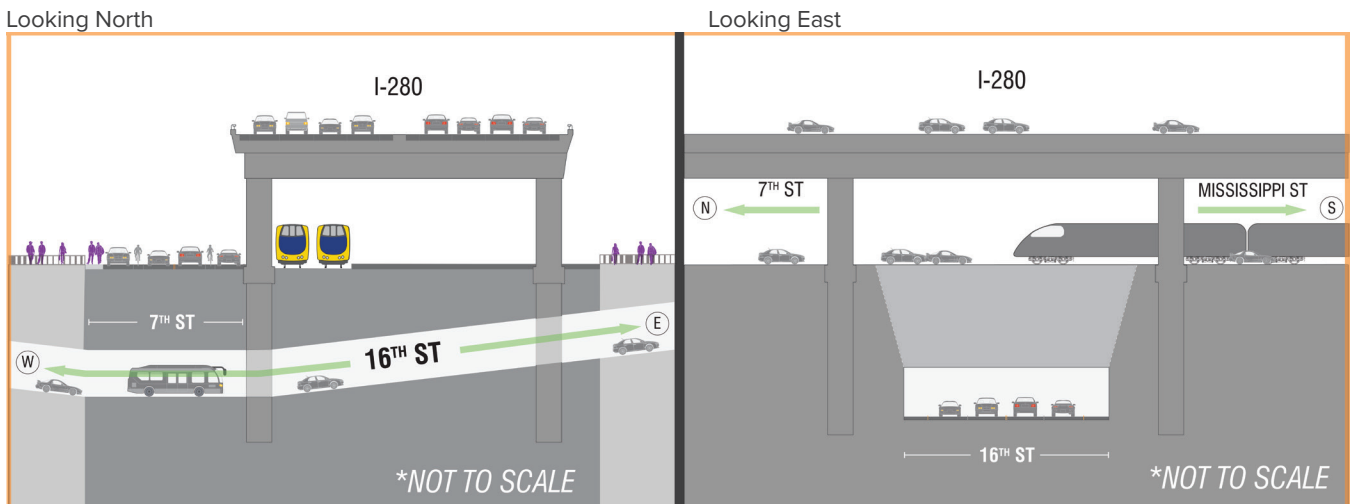 Looking North
I-280
7TH ST
W
16TH ST
E
*NOT TO SCALE
Looking East
I-280
N
7TH ST
MISSISSIPPI ST
S
16TH ST
*NOT TO SCALE